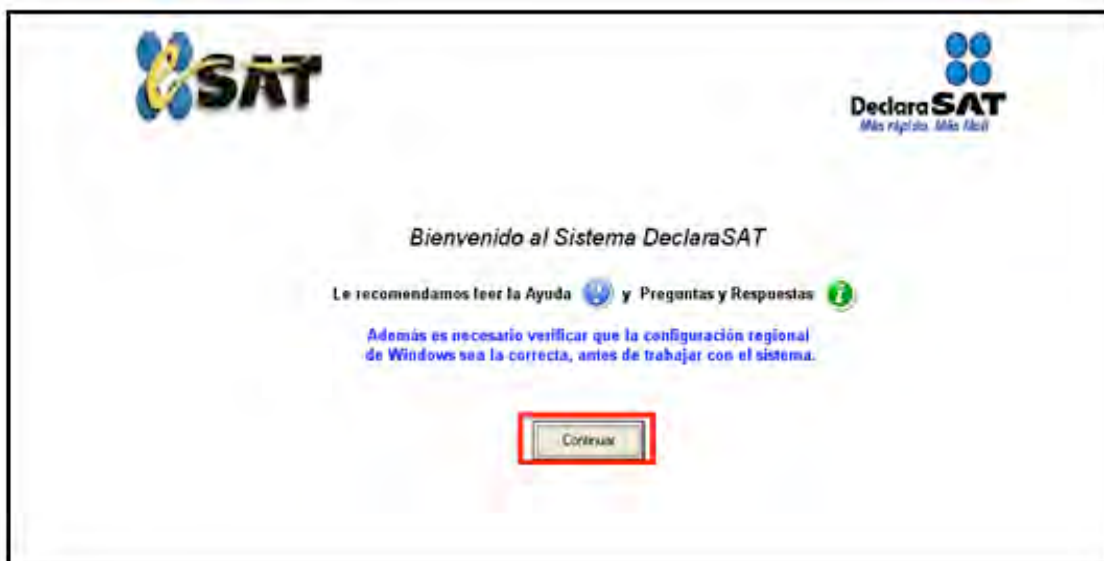 eSAT
DeclaraSAT
Más rápido. Más fácil
Bienvenido al Sistema DeclaraSAT
Le recomendamos leer la Ayuda y Preguntas y Respuestas
Además es necesario verificar que la configuración regional
de Windows sea la correcta, antes de trabajar con el sistema.
Continuar